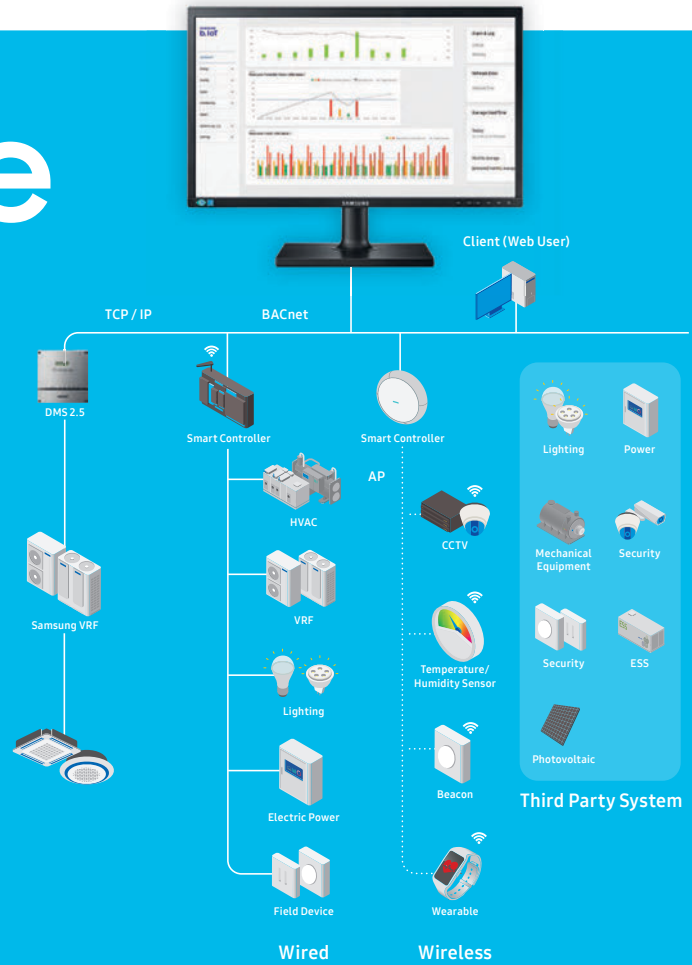 e
b.IoT
SAMSUNG
Client (Web User)
TCP / IP
BACnet
DMS 2.5
Smart Controller
Smart Controller
Lighting
Power
AP
HVAC
CCTV
Mechanical
Equipment
Security
VRF
Samsung VRF
Temperature/
Humidity Sensor
Security
ESS
Lighting
Photovoltaic
Beacon
Electric Power
Third Party System
Field Device
Wearable
Wired
Wireless